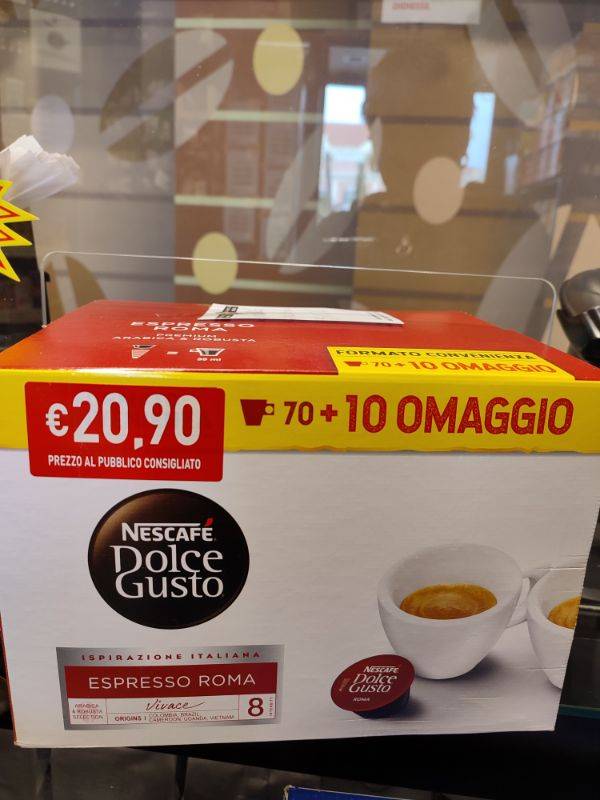 ESPRESSO
ROMA
PREMIUM
ARABICA & ROBUSTA
FORMATO CONVENIENZA
70+10 OMAGGIO
€20,90
PREZZO AL PUBBLICO CONSIGLIATO
70+10 OMAGGIO
NESCAFÉ
Dolce
Gusto
ISPIRAZIONE ITALIANA
ESPRESSO ROMA
ARABICA
& ROBUSTA
SELECTION
Vivace
ORIGINS
COLOMBIA, BRAZIL,
CAMEROON, UGANDA, VIETNAM
8
NESCAFÉ
Dolce
Gusto
ROMA